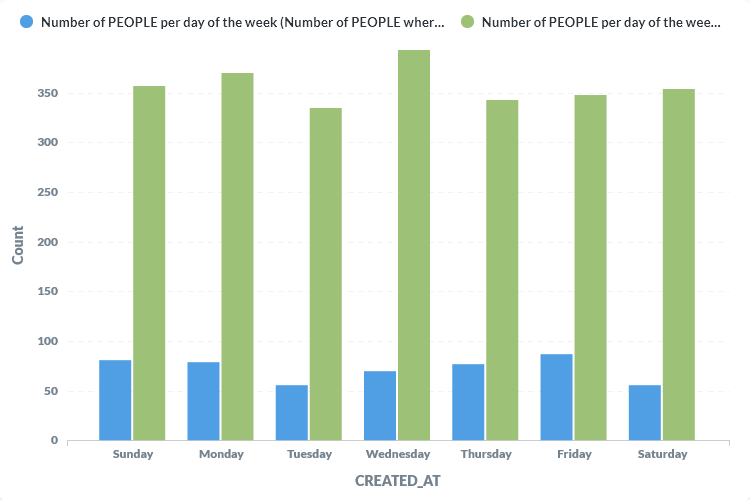 Number of PEOPLE per day of the week (Number of PEOPLE wher... Number of PEOPLE per day of the wee...
350
300
250
200
150
100
50
0
Count
Sunday Monday Tuesday Wednesday Thursday Friday Saturday
CREATED_AT